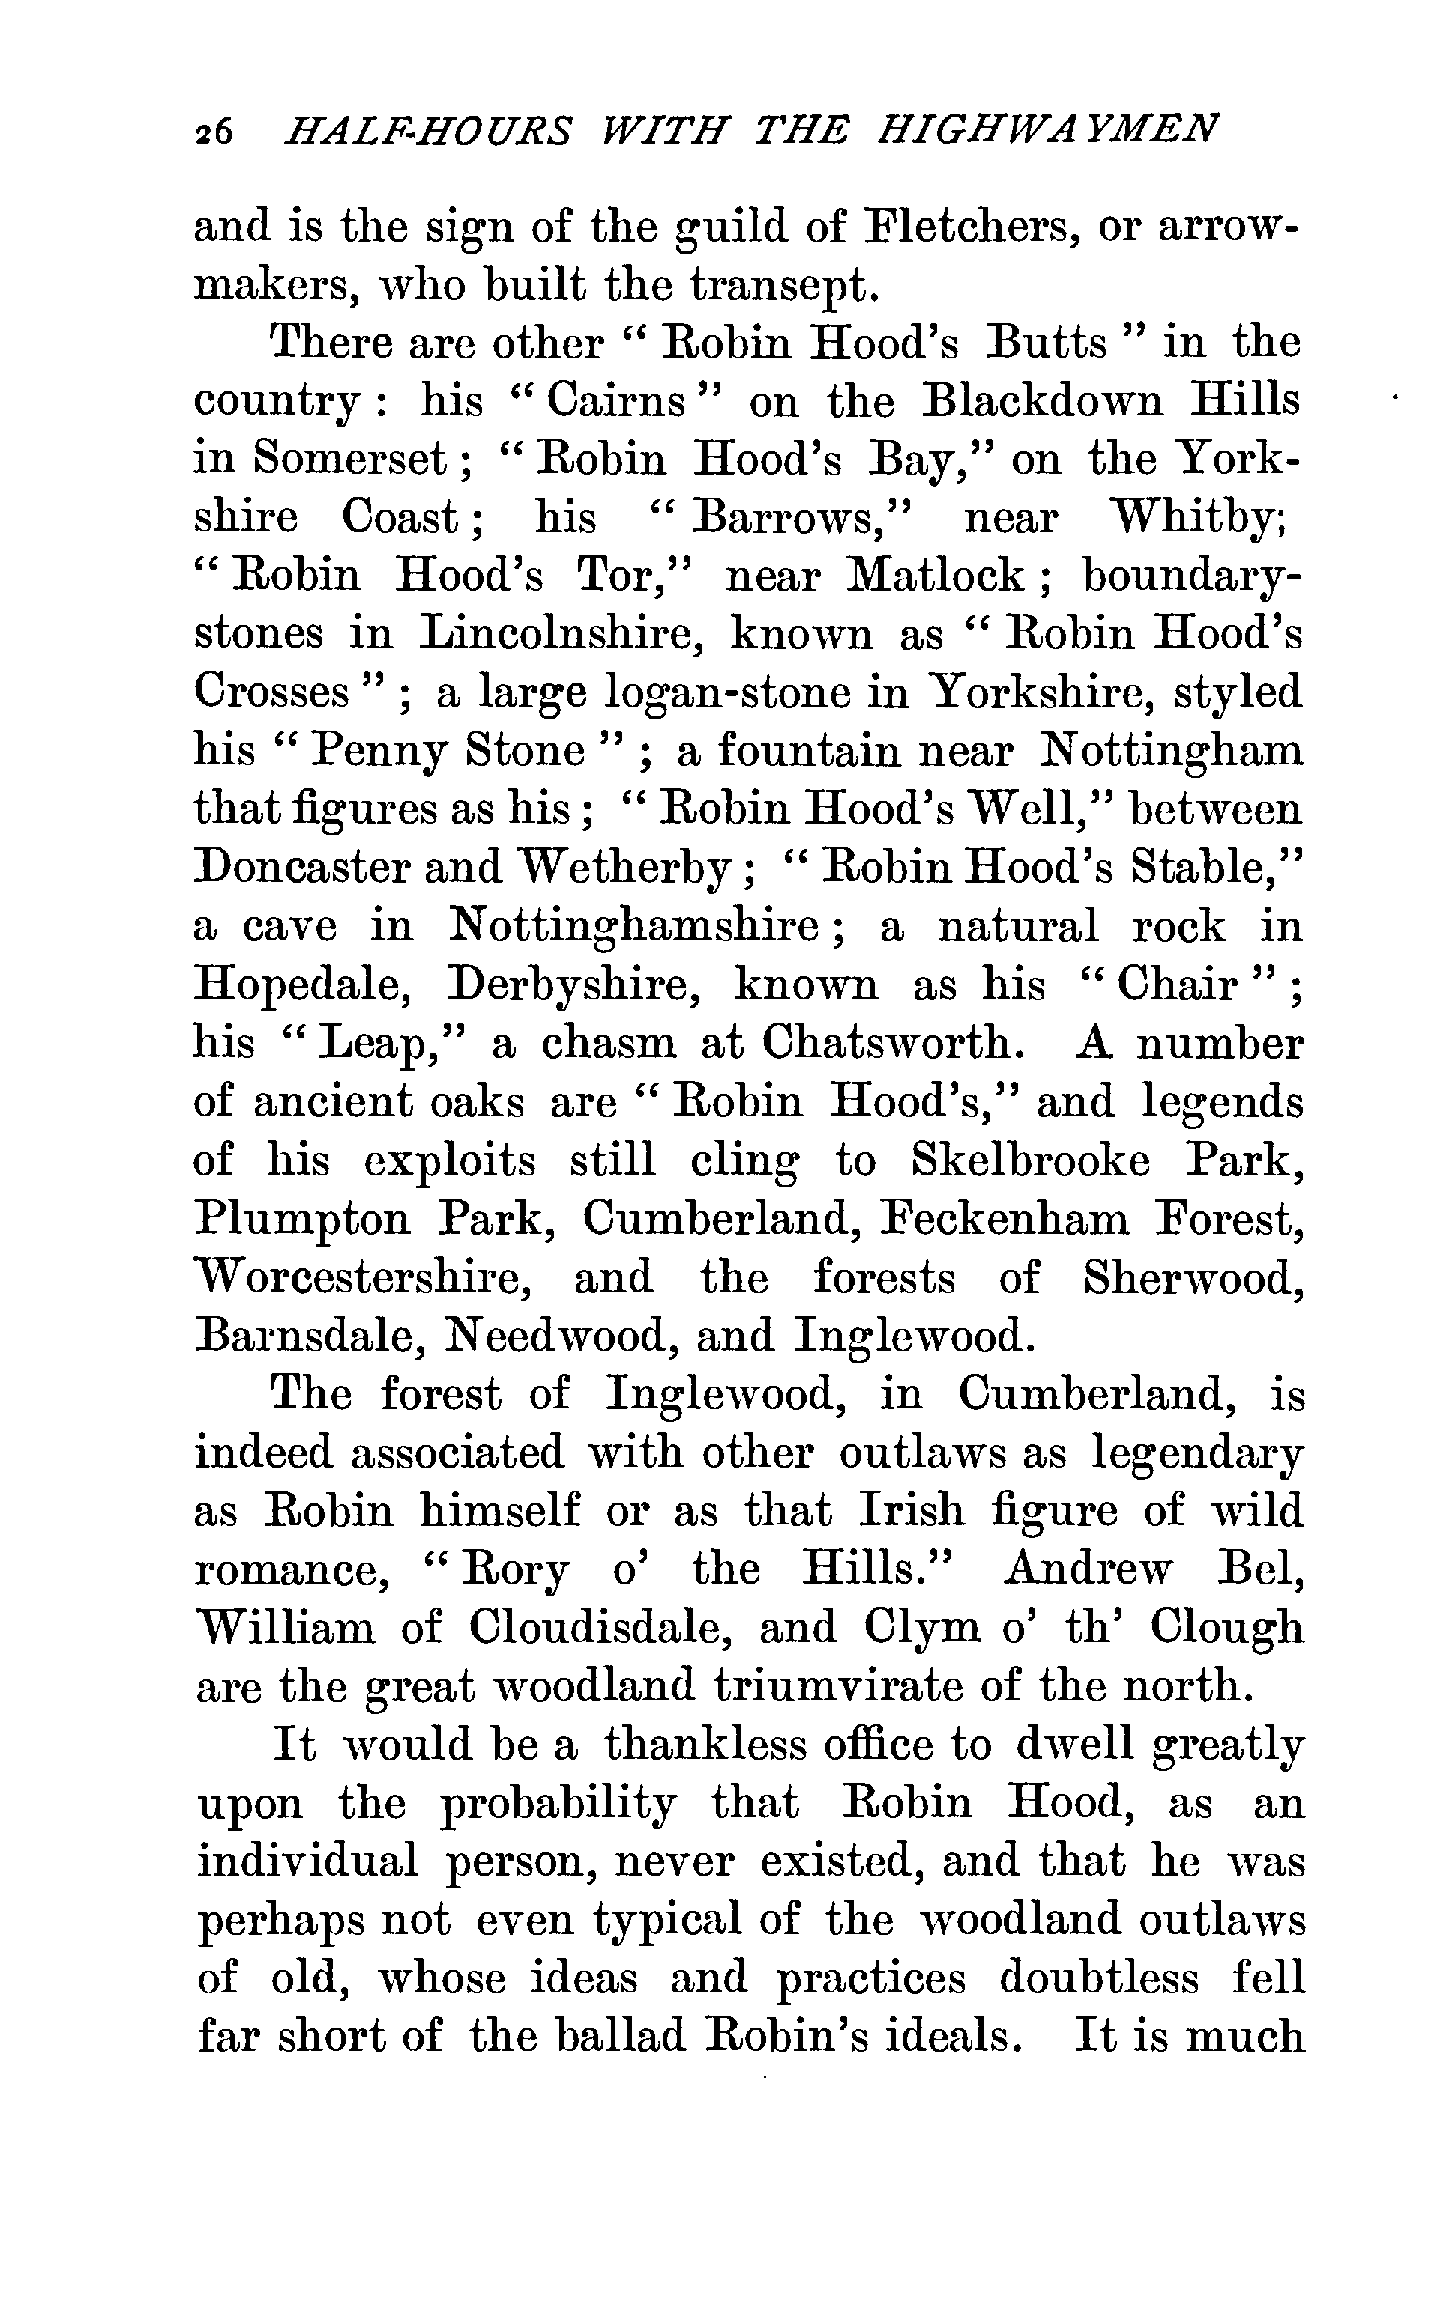 26 HALF-HOURS WITH THE HIGHWAYMEN
and is the sign of the guild of Fletchers, or arrow-
makers, who built the transept.
There are other “ Robin Hood’s Butts ” in the
country : his “ Cairns ” on the Blackdown Hills
in Somerset ; “ Robin Hood’s Bay,” on the York-
shire Coast ; his “ Barrows,” near Whitby;
“ Robin Hood’s Tor,” near Matlock ; boundary-
stones in Lincolnshire, known as “ Robin Hood’s
Crosses ” ; a large logan-stone in Yorkshire, styled
his “ Penny Stone ” ; a fountain near Nottingham
that figures as his ; “ Robin Hood’s Well,” between
Doncaster and Wetherby ; “ Robin Hood’s Stable,”
a cave in Nottinghamshire ; a natural rock in
Hopedale, Derbyshire, known as his “ Chair ” ;
his “ Leap,” a chasm at Chatsworth. A number
of ancient oaks are “ Robin Hood’s,” and legends
of his exploits still cling to Skelbrooke Park,
Plumpton Park, Cumberland, Feckenham Forest,
Worcestershire, and the forests of Sherwood,
Barnsdale, Needwood, and Inglewood.
The forest of Inglewood, in Cumberland, is
indeed associated with other outlaws as legendary
as Robin himself or as that Irish figure of wild
romance, “ Rory o’ the Hills.” Andrew Bel,
William of Cloudisdale, and Clym o’ th’ Clough
are the great woodland triumvirate of the north.
It would be a thankless office to dwell greatly
upon the probability that Robin Hood, as an
individual person, never existed, and that he was
perhaps not even typical of the woodland outlaws
of old, whose ideas and practices doubtless fell
far short of the ballad Robin’s ideals. It is much